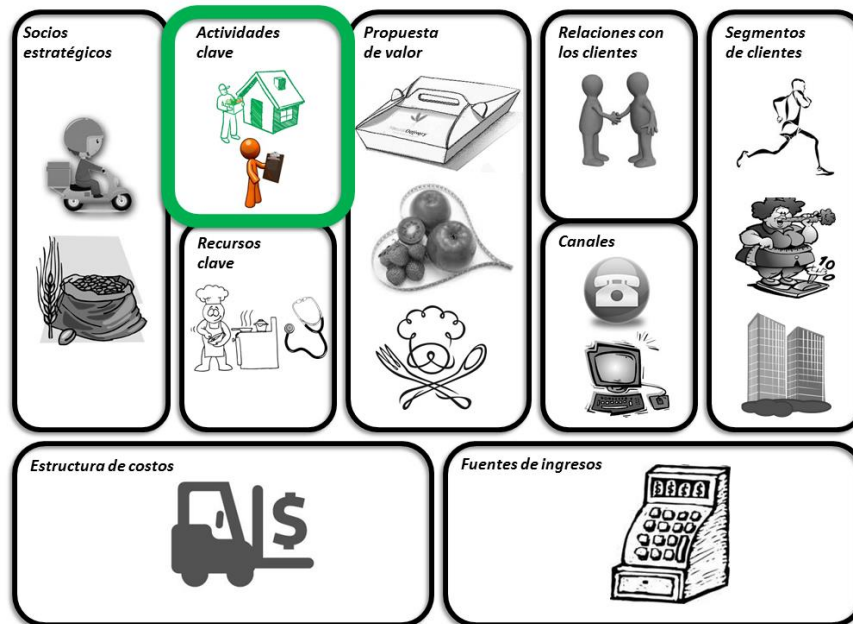 Socios
estratégicos
Actividades
clave
Propuesta
de valor
Relaciones con
los clientes
Segmentos
de clientes
Recursos
clave
Canales
10
Estructura de costos
$
Fuentes de ingresos
$$$$